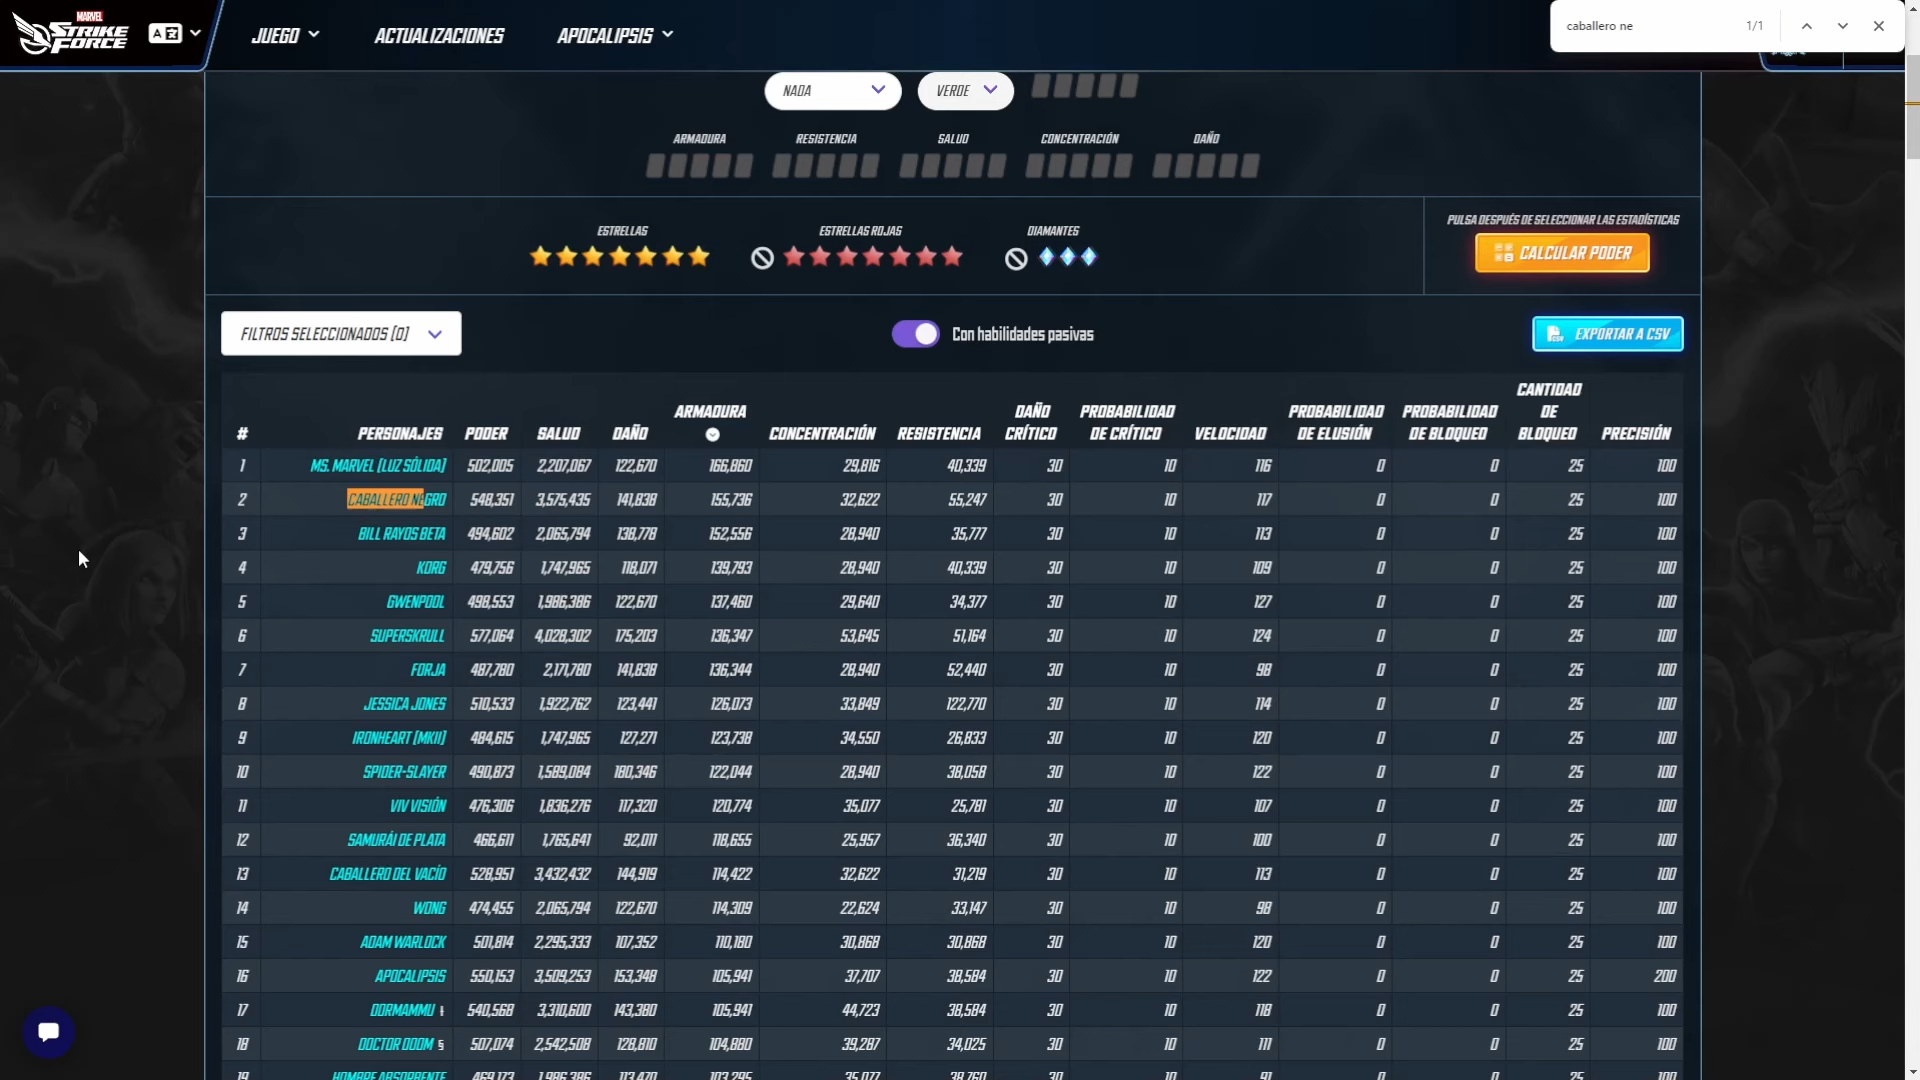 MARVEL
STRIKE FORCE
A
JUEGO
ACTUALIZACIONES
APOCALIPSIS
caballero ne
1/1
NADA
VERDE
ARMADURA
RESISTENCIA
SALUD
CONCENTRACIÓN
DAÑO
ESTRELLAS
ESTRELLAS ROJAS
DIAMANTES
PULSA DESPUÉS DE SELECCIONAR LAS ESTADÍSTICAS
CALCULAR PODER
FILTROS SELECCIONADOS (0)
Con habilidades pasivas
EXPORTAR A CSV
# PERSONAJES PODER SALUD DAÑO ARMADURA CONCENTRACIÓN RESISTENCIA DAÑO CRÍTICO PROBABILIDAD DE CRÍTICO VELOCIDAD PROBABILIDAD DE ELUSIÓN PROBABILIDAD DE BLOQUEO CANTIDAD DE BLOQUEO PRECISIÓN
1 MS. MARVEL (LUZ SÓLIDA) 502,005 2,207,067 122,670 166,860 29,816 40,339 30 10 116 0 0 25 100
2 CABALLERO NEGRO 548,351 3,575,435 141,838 155,736 32,622 55,247 30 10 117 0 0 25 100
3 BILL RAYOS BETA 494,602 2,065,794 138,778 152,556 28,940 35,777 30 10 113 0 0 25 100
4 KORG 479,756 1,747,965 118,071 139,793 28,940 40,339 30 10 109 0 0 25 100
5 GWENPOOL 498,553 1,986,386 122,670 137,460 29,640 34,377 30 10 127 0 0 25 100
6 SUPERSKRULL 577,064 4,028,302 175,203 136,347 53,645 51,164 30 10 124 0 0 25 100
7 FORJA 487,780 2,171,780 141,838 136,344 28,940 52,440 30 10 98 0 0 25 100
8 JESSICA JONES 510,533 1,922,762 123,441 126,073 33,849 122,770 30 10 114 0 0 25 100
9 IRONHEART (MKII) 484,615 1,747,965 127,271 123,738 34,550 26,833 30 10 120 0 0 25 100
10 SPIDER-SLAYER 490,873 1,589,084 180,346 122,044 28,940 38,058 30 10 122 0 0 25 100
11 VIV VISIÓN 476,306 1,836,276 117,320 120,774 35,077 25,781 30 10 107 0 0 25 100
12 SAMURÁI DE PLATA 466,611 1,765,641 92,011 118,655 25,957 36,340 30 10 100 0 0 25 100
13 CABALLERO DEL VACÍO 528,951 3,432,432 144,919 114,422 32,622 31,219 30 10 113 0 0 25 100
14 WONG 474,455 2,065,794 122,670 114,309 22,624 33,147 30 10 98 0 0 25 100
15 ADAM WARLOCK 501,814 2,295,333 107,352 110,180 30,868 30,868 30 10 120 0 0 25 100
16 APOCALIPSIS 550,153 3,509,253 153,348 105,941 37,707 38,584 30 10 122 0 0 25 200
17 DORMAMMU 540,568 3,310,600 143,380 105,941 44,723 38,584 30 10 118 0 0 25 100
18 DOCTOR DOOM 507,074 2,542,508 128,810 104,880 39,287 34,025 30 10 111 0 0 25 100
19 HOMBRE ABSORBENTE 469,173 1,986,386 113,470 103,295 35,077 38,760 30 10 91 0 0 25 100